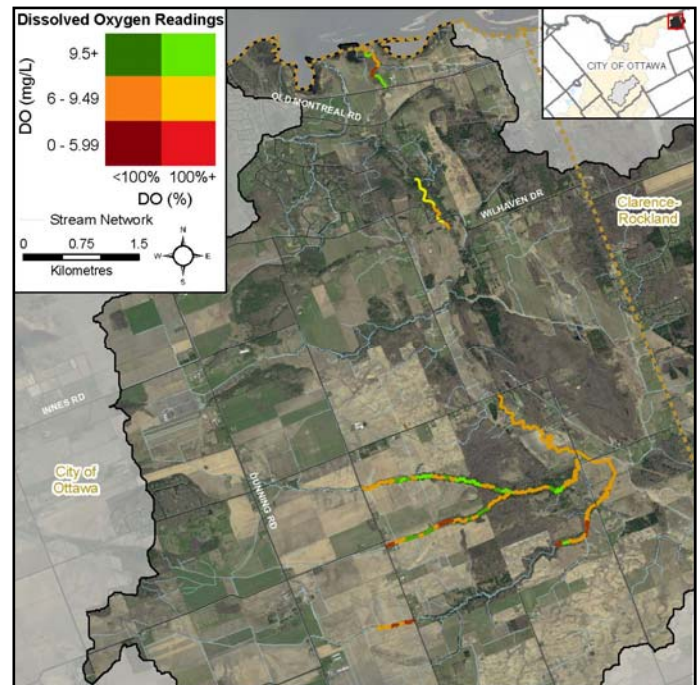 Dissolved Oxygen Readings
DO (mg/L)
9.5+
6 - 9.49
0 - 5.99
<100% 100%+
DO (%)
Stream Network
0 0.75 1.5
Kilometres
N
W E
S
CITY OF OTTAWA
OLD MONTREAL RD
WILHAVEN DR
Clarence-
Rockland
INNES RD
City of
Ottawa
DUNNING RD